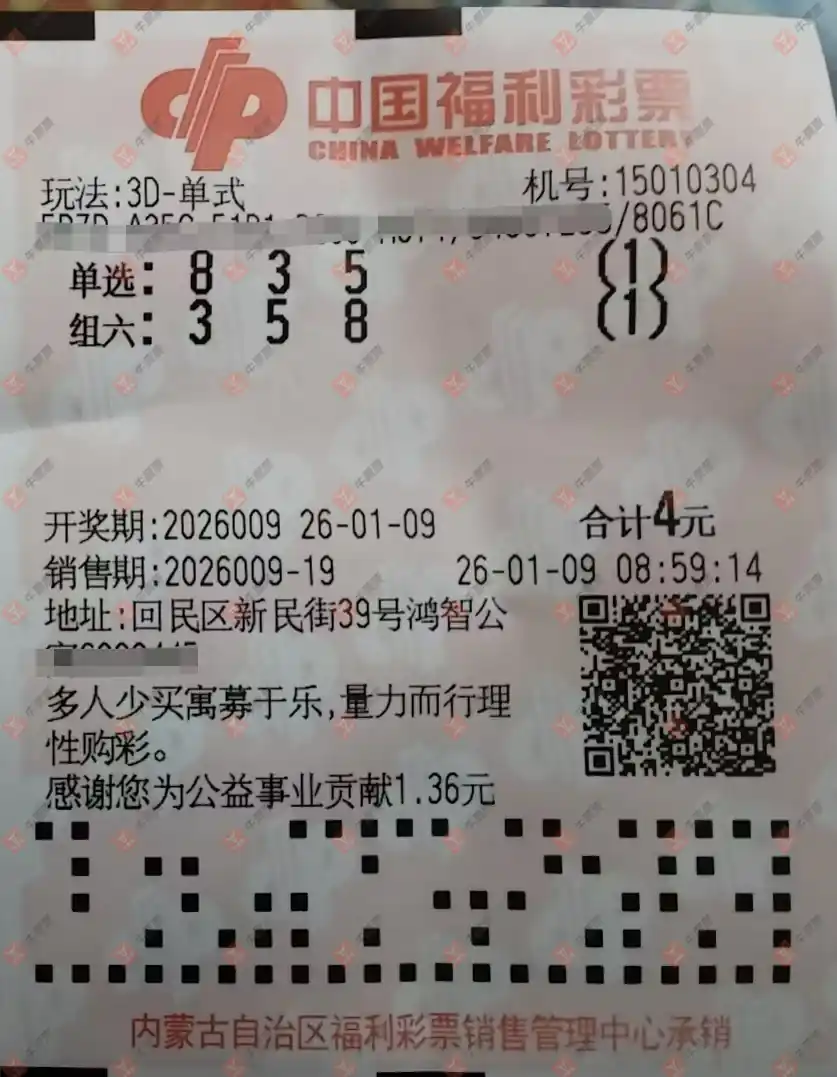 中国福利彩票
CHINA WELFARE LOTTERY
玩法:3D-单式 机号:15010304
/8061C
单选: 8 3 5 (1)
组六: 3 5 8 (1)
开奖期:2026009 26-01-09 合计4元
销售期:2026009-19 26-01-09 08:59:14
地址:回民区新民街39号鸿智公
多人少买寓募于乐,量力而行理
性购彩。
感谢您为公益事业贡献1.36元
内蒙古自治区福利彩票销售管理中心承销